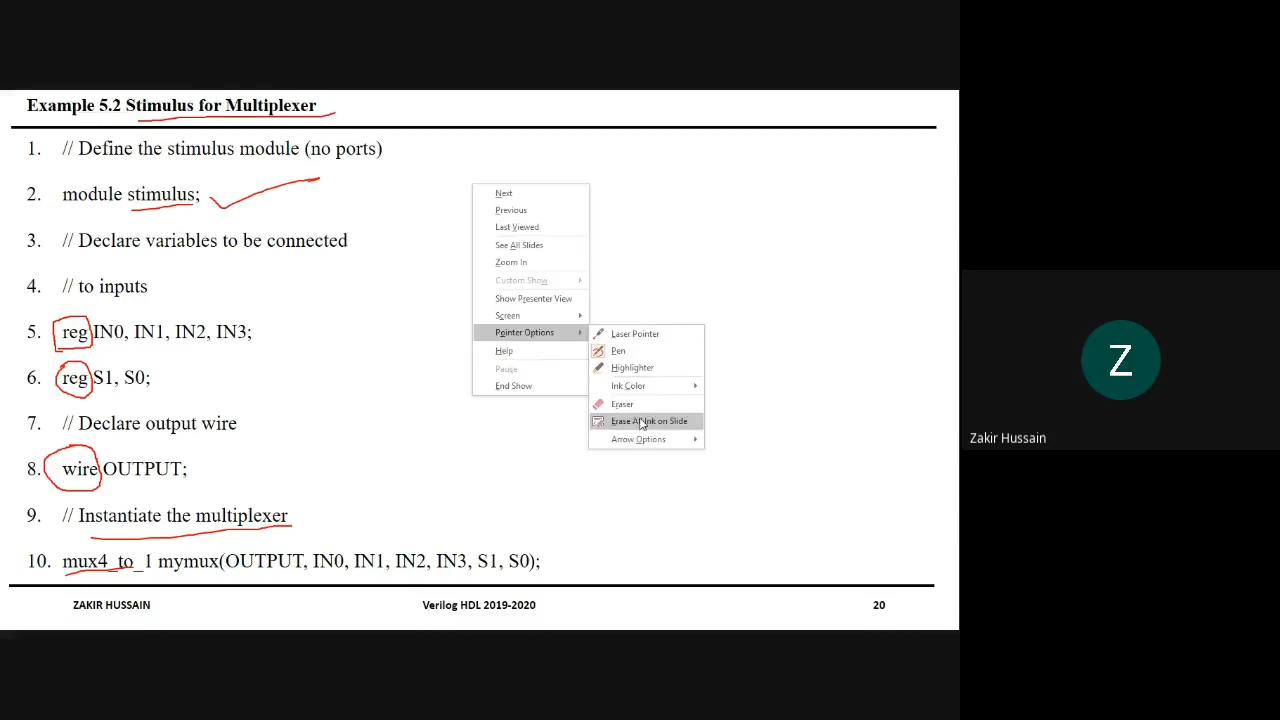 Example 5.2 Stimulus for Multiplexer
1. // Define the stimulus module (no ports)
2. module stimulus;
3. // Declare variables to be connected
4. // to inputs
5. reg IN0, IN1, IN2, IN3;
6. reg S1, S0;
7. // Declare output wire
8. wire OUTPUT;
9. // Instantiate the multiplexer
10. mux4_to_1 mymux(OUTPUT, IN0, IN1, IN2, IN3, S1, S0);
ZAKIR HUSSAIN Verilog HDL 2019-2020 20
Next
Previous
Last Viewed
See All Slides
Zoom In
Custom Show
Show Presenter View
Screen
Pointer Options
Help
Pause
End Show
Laser Pointer
Pen
Highlighter
Ink Color
Eraser
Erase All Ink on Slide
Arrow Options
Z
Zakir Hussain